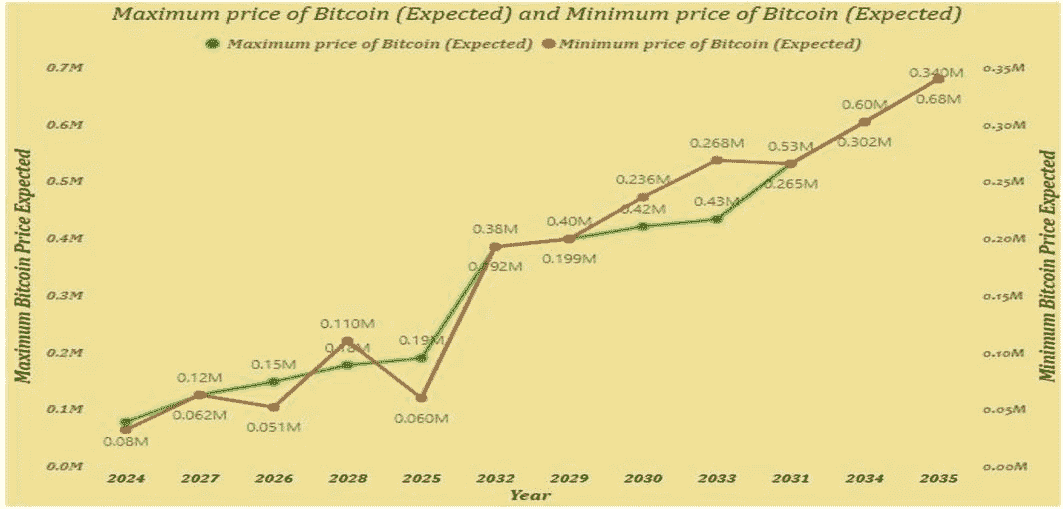 Maximum price of Bitcoin (Expected) and Minimum price of Bitcoin (Expected)
Maximum price of Bitcoin (Expected) Minimum price of Bitcoin (Expected)
Maximum Bitcoin Price Expected
0.7M
0.6M
0.5M
0.4M
0.3M
0.2M
0.1M
0.0M
0.08M
0.12M
0.062M
0.15M
0.051M
0.110M
0.18M
0.19M
0.060M
0.38M
0.192M
0.40M
0.199M
0.236M
0.42M
0.268M
0.43M
0.53M
0.265M
0.60M
0.302M
0.340M
0.68M
0.35M
0.30M
0.25M
0.20M
0.15M
0.10M
0.05M
0.00M
Minimum Bitcoin Price Expected
2024 2027 2026 2028 2025 2032 2029 2030 2033 2031 2034 2035
Year